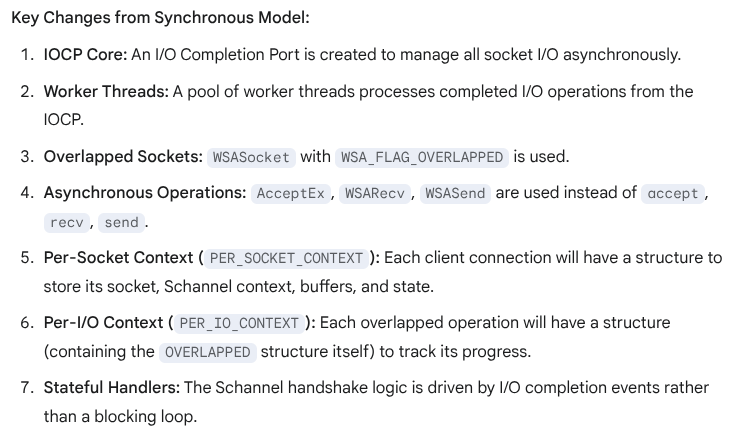 Key Changes from Synchronous Model:
1. IOCP Core: An I/O Completion Port is created to manage all socket I/O asynchronously.
2. Worker Threads: A pool of worker threads processes completed I/O operations from the
IOCP.
3. Overlapped Sockets: WSASocket with WSA_FLAG_OVERLAPPED is used.
4. Asynchronous Operations: AcceptEx, WSARecv, WSASend are used instead of accept,
recv, send.
5. Per-Socket Context (PER_SOCKET_CONTEXT): Each client connection will have a structure to
store its socket, Schannel context, buffers, and state.
6. Per-I/O Context (PER_IO_CONTEXT): Each overlapped operation will have a structure
(containing the OVERLAPPED structure itself) to track its progress.
7. Stateful Handlers: The Schannel handshake logic is driven by I/O completion events rather
than a blocking loop.